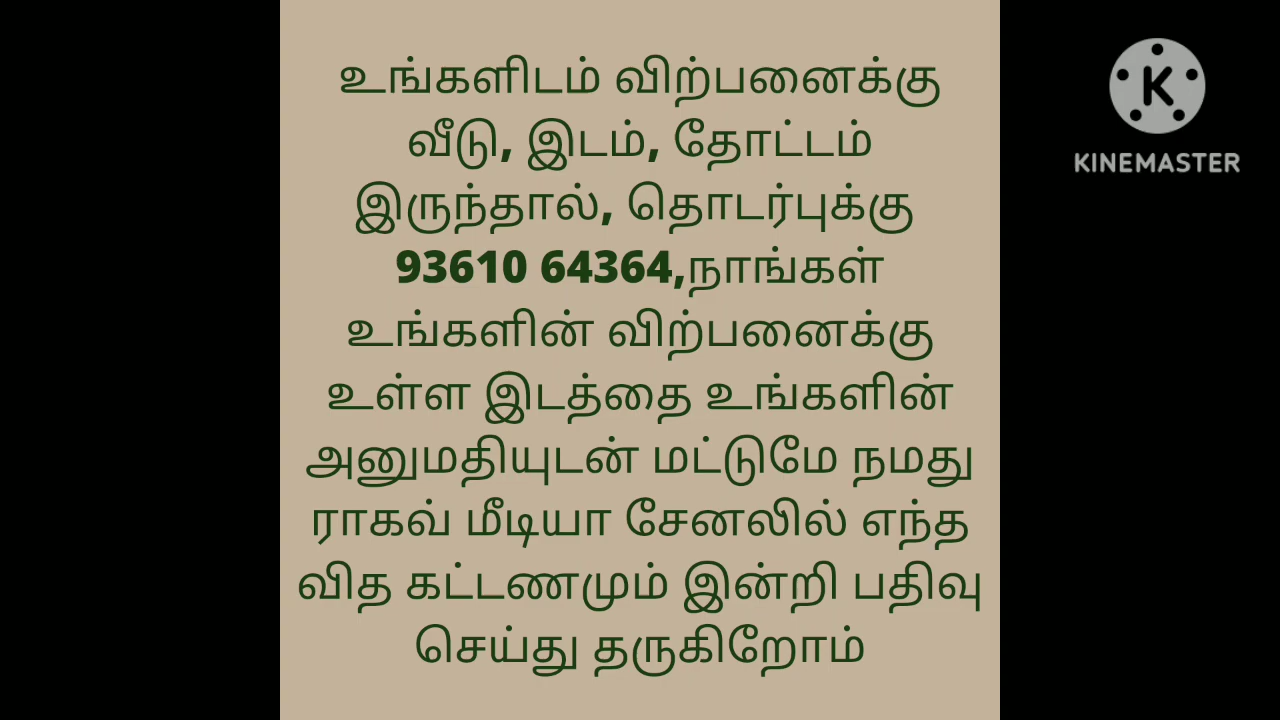 உங்களிடம் விற்பனைக்கு
வீடு, இடம், தோட்டம்
இருந்தால், தொடர்புக்கு
93610 64364,நாங்கள்
உங்களின் விற்பனைக்கு
உள்ள இடத்தை உங்களின்
அனுமதியுடன் மட்டுமே நமது
ராகவ் மீடியா சேனலில் எந்த
வித கட்டணமும் இன்றி பதிவு
செய்து தருகிறோம்
K
KINEMASTER